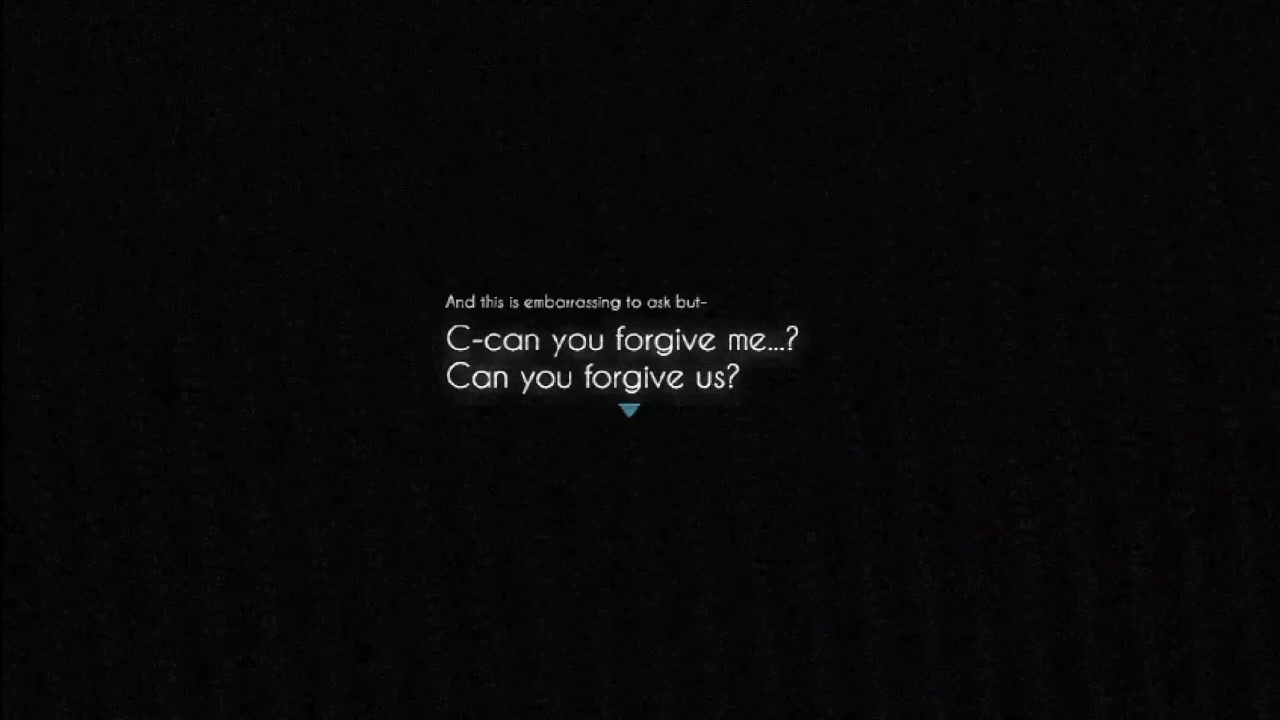 And this is embarrassing to ask but-
C-can you forgive me...?
Can you forgive us?